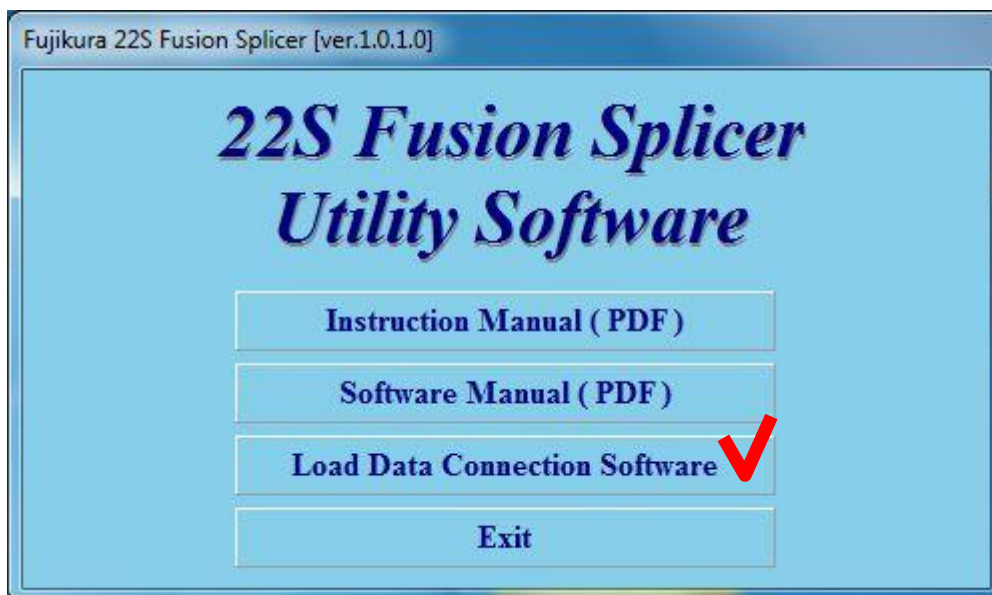 Fujikura 22S Fusion Splicer [ver.1.0.1.0]
22S Fusion Splicer
Utility Software
Instruction Manual ( PDF )
Software Manual ( PDF )
Load Data Connection Software
Exit